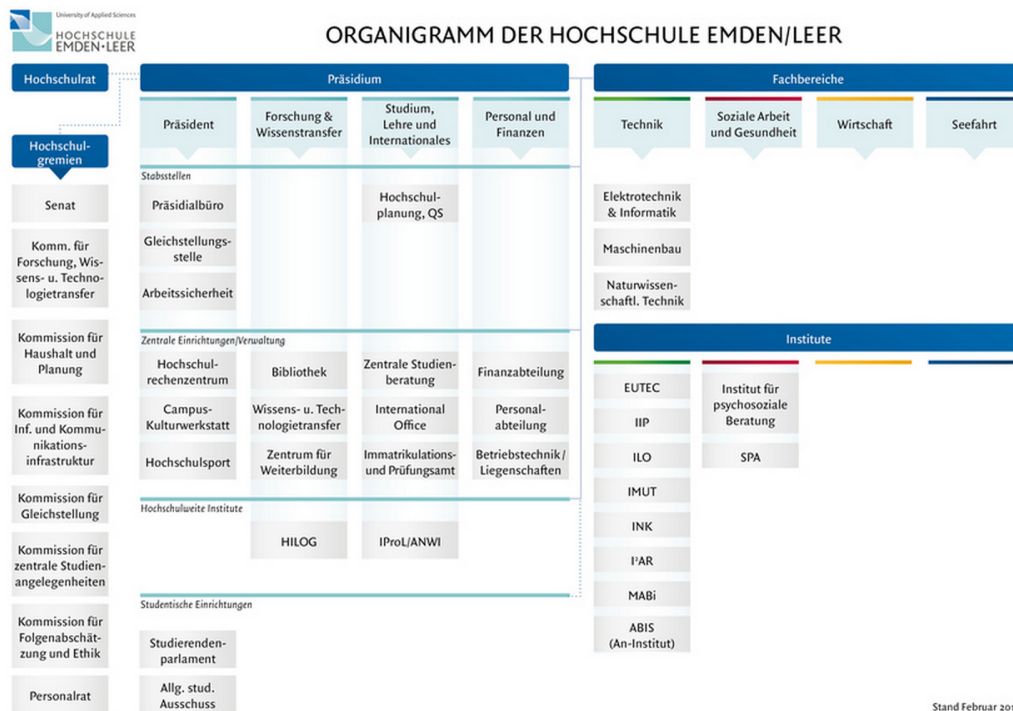 University of Applied Sciences
HOCHSCHULE
EMDEN•LEER
ORGANIGRAMM DER HOCHSCHULE EMDEN/LEER
Hochschulrat
Hochschul-
gremien
Senat
Komm. für
Forschung, Wis-
sens- u. Techno-
logietransfer
Kommission für
Haushalt und
Planung
Kommission für
Inf. und Kommu-
nikations-
infrastruktur
Kommission für
Gleichstellung
Kommission für
zentrale Studien-
angelegenheiten
Kommission für
Folgenabschät-
zung und Ethik
Personalrat
Präsidium
Präsident
Forschung &
Wissenstransfer
Studium,
Lehre und
Internationales
Personal und
Finanzen
Stabsstellen
Präsidialbüro
Gleichstellungs-
stelle
Arbeitssicherheit
Hochschul-
planung, QS
Zentrale Einrichtungen/Verwaltung
Hochschul-
rechenzentrum
Campus-
Kulturwerkstatt
Hochschulsport
Bibliothek
Wissens- u. Tech-
nologietransfer
Zentrum für
Weiterbildung
Zentrale Studien-
beratung
International
Office
Immatrikulations-
und Prüfungsamt
Finanzabteilung
Personal-
abteilung
Betriebstechnik /
Liegenschaften
Hochschulweite Institute
HILOG
IProL/ANWI
Studentische Einrichtungen
Studierenden-
parlament
Allg. stud.
Ausschuss
Fachbereiche
Technik
Soziale Arbeit
und Gesundheit
Wirtschaft
Seefahrt
Elektrotechnik
& Informatik
Maschinenbau
Naturwissen-
schaftl. Technik
Institute
EUTEC
IIP
ILO
IMUT
INK
I²AR
MABi
ABIS
(An-Institut)
Institut für
psychosoziale
Beratung
SPA
Stand Februar